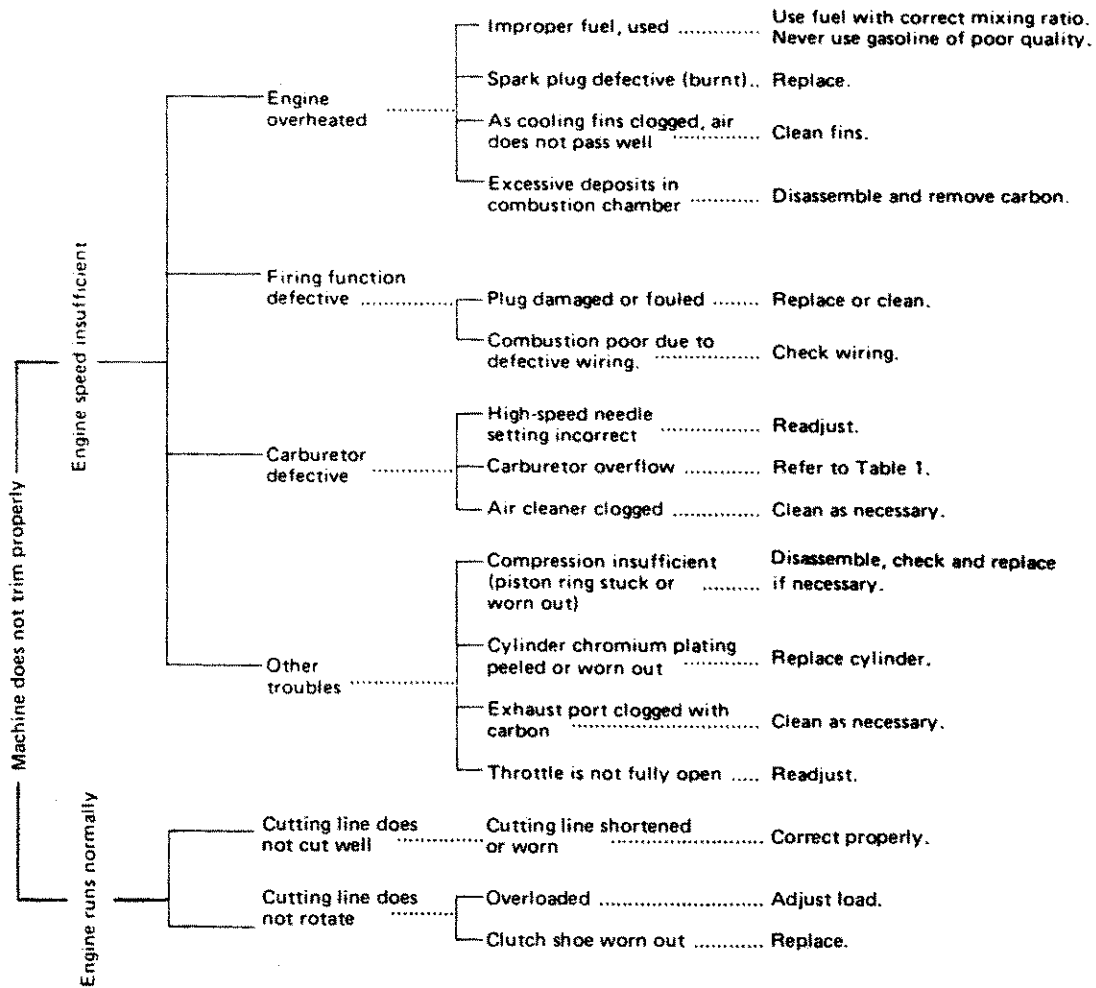 Machine does not trim properly
Engine speed insufficient
Engine
overheated
Improper fuel, used ........ Use fuel with correct mixing ratio.
Never use gasoline of poor quality.
Spark plug defective (burnt).. Replace.
As cooling fins clogged, air
does not pass well ............ Clean fins.
Excessive deposits in
combustion chamber .......... Disassemble and remove carbon.
Firing function
defective
Plug damaged or fouled ....... Replace or clean.
Combustion poor due to
defective wiring. ............. Check wiring.
Carburetor
defective
High-speed needle
setting incorrect ............. Readjust.
Carburetor overflow ........... Refer to Table 1.
Air cleaner clogged ........... Clean as necessary.
Other
troubles
Compression insufficient
(piston ring stuck or
worn out) .......... Disassemble, check and replace
if necessary.
Cylinder chromium plating
peeled or worn out .......... Replace cylinder.
Exhaust port clogged with
carbon ........................ Clean as necessary.
Throttle is not fully open ..... Readjust.
Engine runs normally
Cutting line does
not cut well
Cutting line shortened
or worn ........................ Correct properly.
Cutting line does
not rotate
Overloaded ........................ Adjust load.
Clutch shoe worn out ............ Replace.